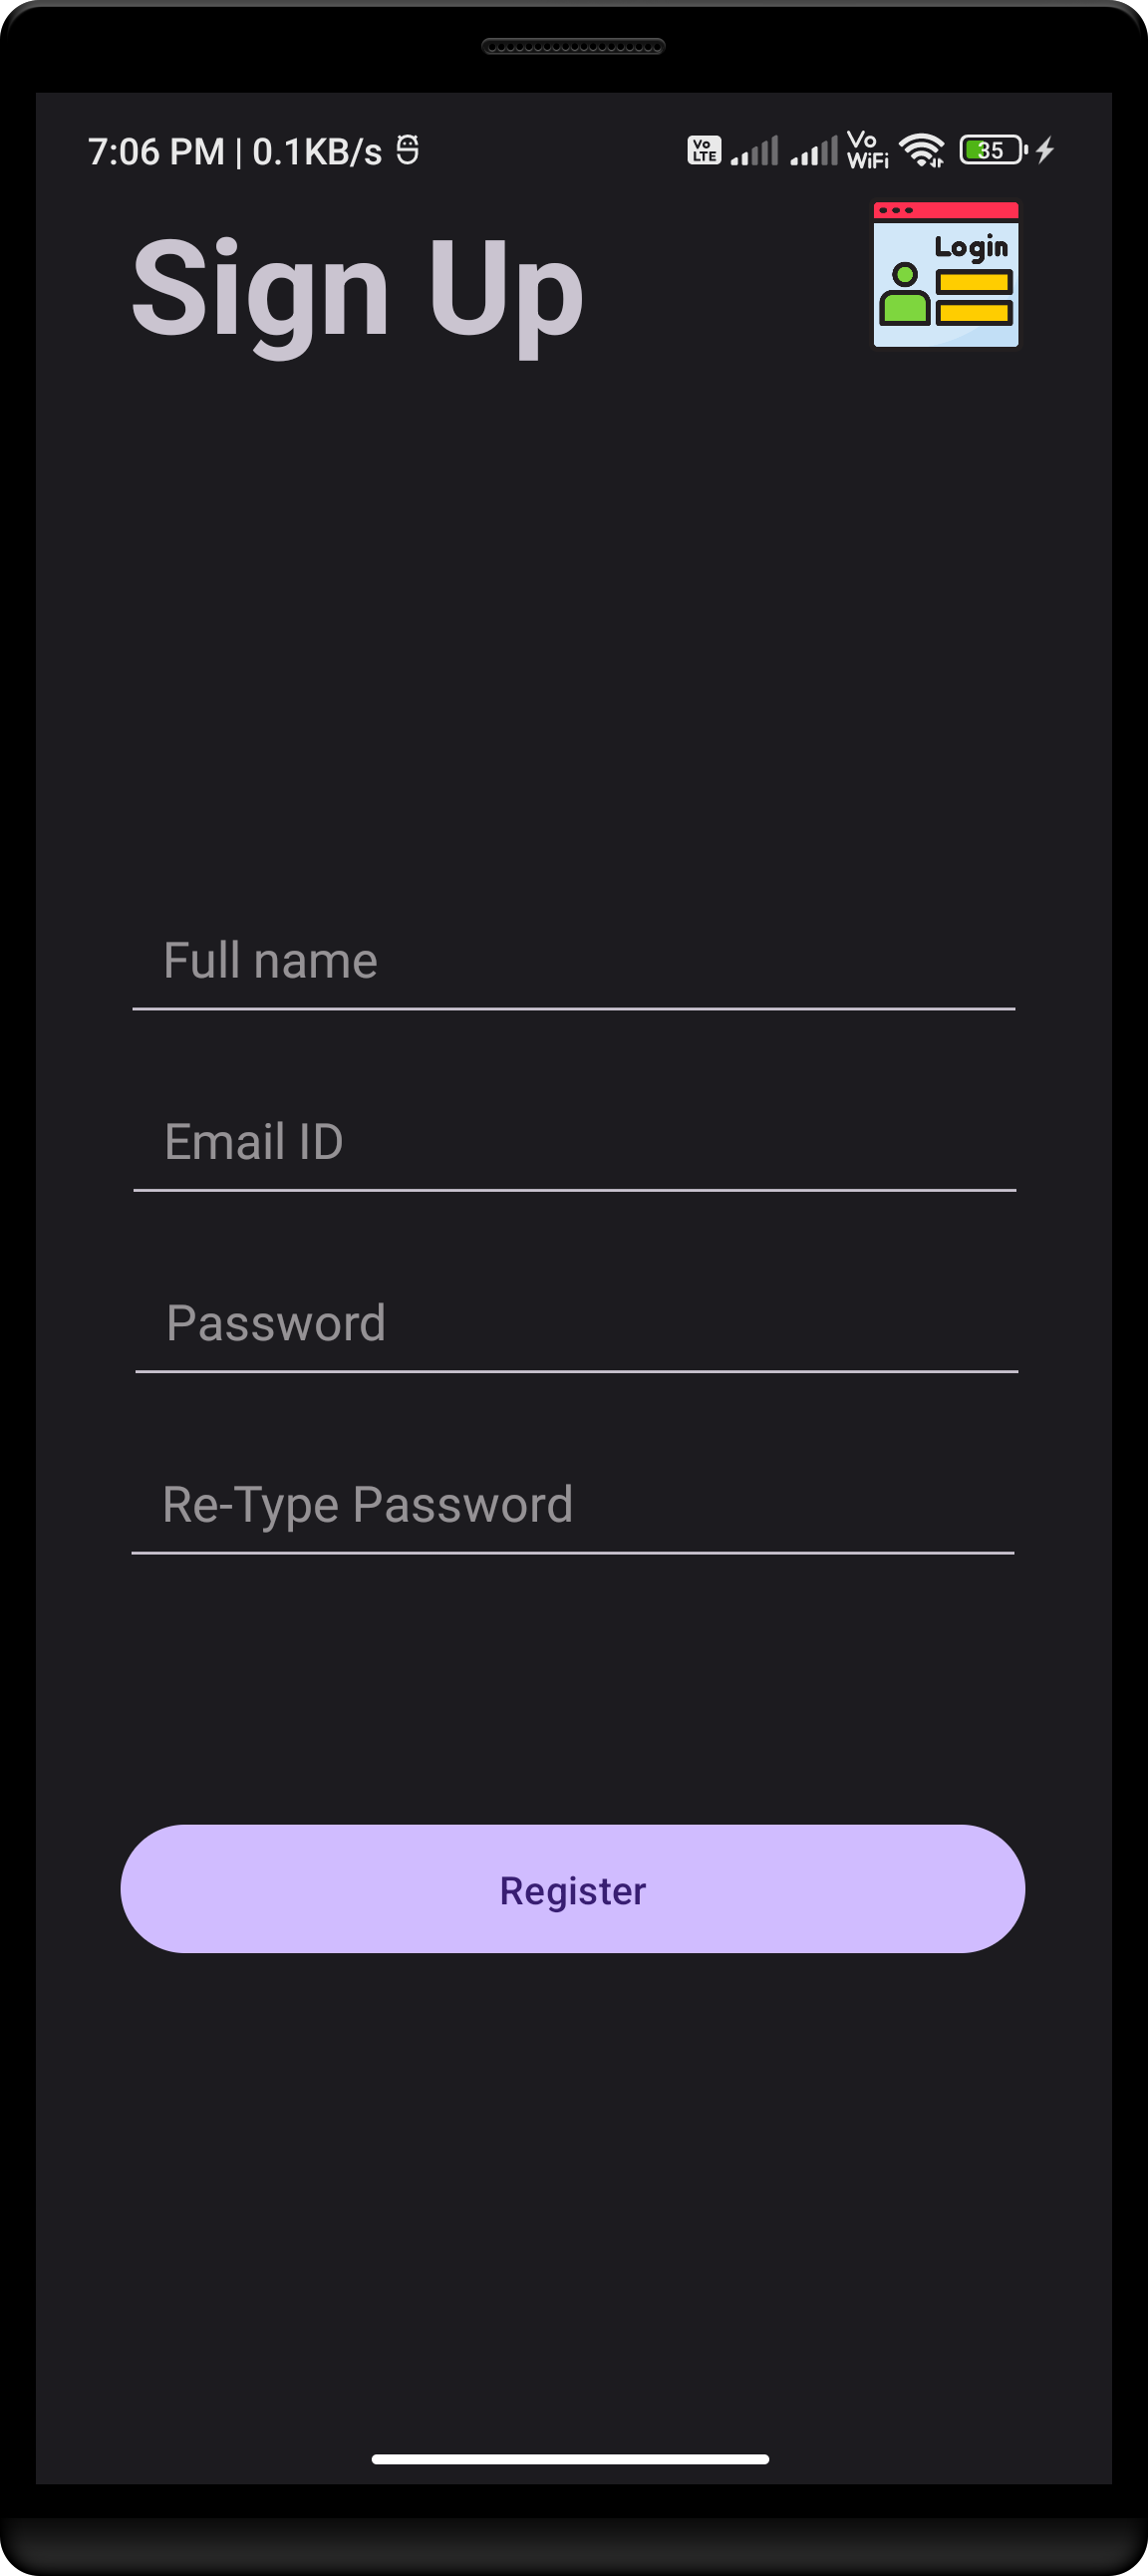 7:06 PM | 0.1KB/s
Vo LTE
Vo WiFi
35
Sign Up
Login
Full name
Email ID
Password
Re-Type Password
Register